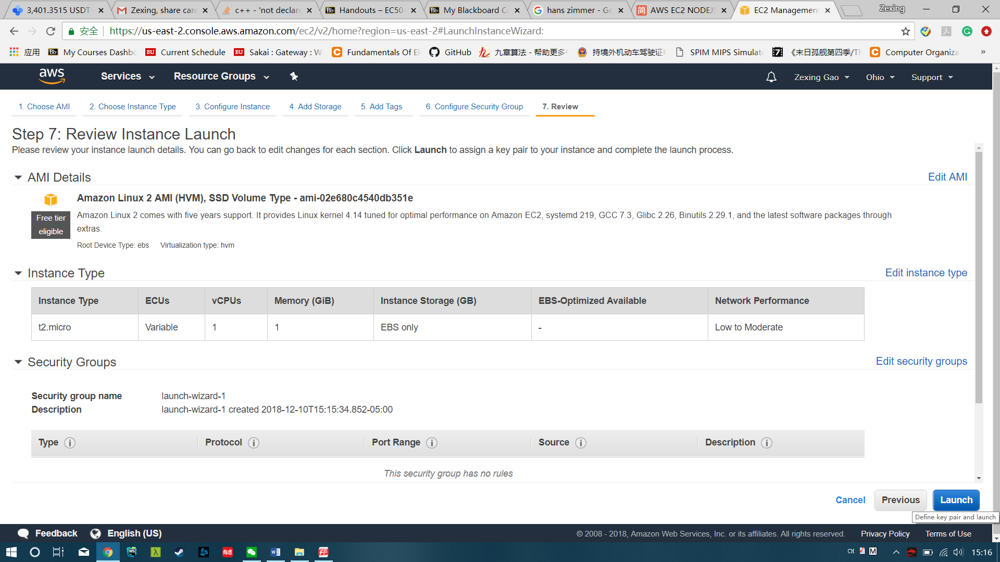 3,401.3515 USDT
Zexing, share care
c++ - 'not declare
Handouts – EC504
My Blackboard Co
hans zimmer - Go
AWS EC2 NODEJS
EC2 Management
Zexing
安全
https://us-east-2.console.aws.amazon.com/ec2/v2/home?region=us-east-2#LaunchInstanceWizard:
应用
My Courses Dashbo
Current Schedule
Sakai : Gateway : W
Fundamentals Of El
GitHub
九章算法 - 帮助更多
持境外机动车驾驶证
SPIM MIPS Simulato
《末日孤舰第四季/Th
Computer Organiza
»
aws
Services
Resource Groups
Zexing Gao
Ohio
Support
1. Choose AMI
2. Choose Instance Type
3. Configure Instance
4. Add Storage
5. Add Tags
6. Configure Security Group
7. Review
Step 7: Review Instance Launch
Please review your instance launch details. You can go back to edit changes for each section. Click Launch to assign a key pair to your instance and complete the launch process.
AMI Details
Edit AMI
Amazon Linux 2 AMI (HVM), SSD Volume Type - ami-02e680c4540db351e
Free tier
eligible
Amazon Linux 2 comes with five years support. It provides Linux kernel 4.14 tuned for optimal performance on Amazon EC2, systemd 219, GCC 7.3, Glibc 2.26, Binutils 2.29.1, and the latest software packages through
extras.
Root Device Type: ebs Virtualization type: hvm
Instance Type
Edit instance type
Instance Type ECUs vCPUs Memory (GiB) Instance Storage (GB) EBS-Optimized Available Network Performance
t2.micro Variable 1 1 EBS only - Low to Moderate
Security Groups
Edit security groups
Security group name launch-wizard-1
Description launch-wizard-1 created 2018-12-10T15:15:34.852-05:00
Type Protocol Port Range Source Description
This security group has no rules
Cancel
Previous
Launch
Define key pair and launch
Feedback
English (US)
© 2008 - 2018, Amazon Web Services, Inc. or its affiliates. All rights reserved.
Privacy Policy
Terms of Use
CH
M
15:16